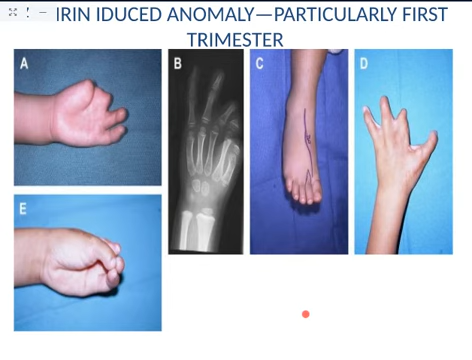 IRIN IDUCED ANOMALY—PARTICULARLY FIRST
TRIMESTER
A
B
C
D
E